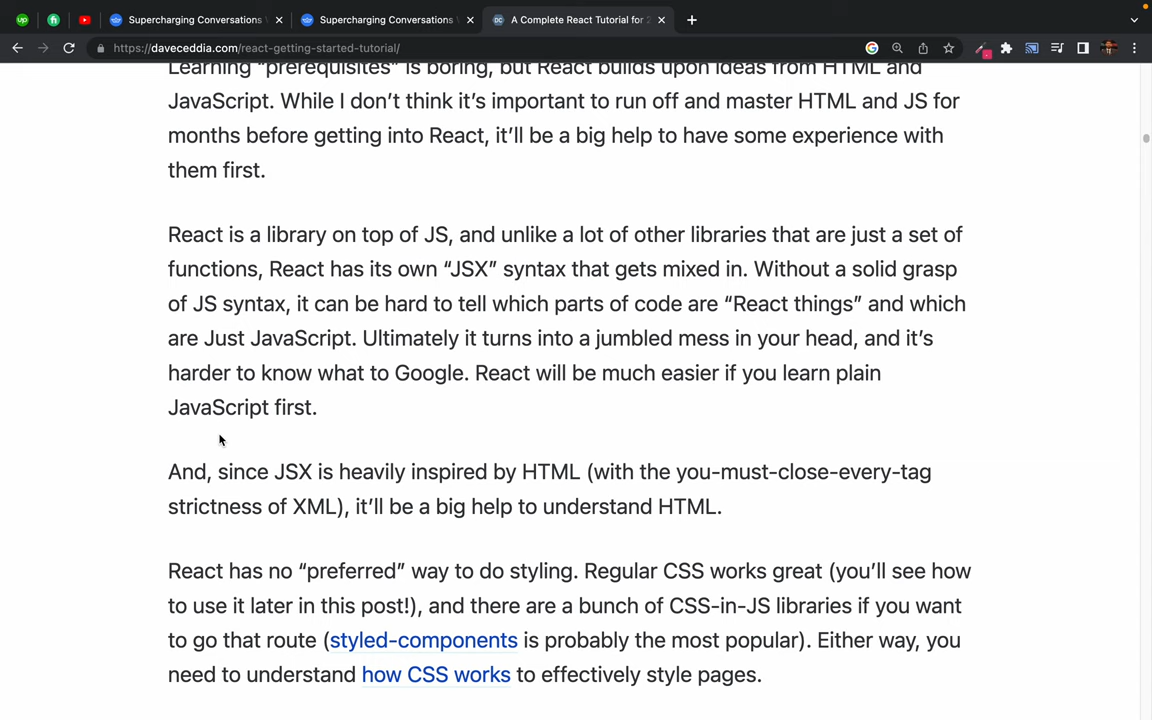 Supercharging Conversations
Supercharging Conversations
A Complete React Tutorial for 2
https://daveceddia.com/react-getting-started-tutorial/
Learning “prerequisites” is boring, but React builds upon ideas from HTML and
JavaScript. While I don’t think it’s important to run off and master HTML and JS for
months before getting into React, it’ll be a big help to have some experience with
them first.
React is a library on top of JS, and unlike a lot of other libraries that are just a set of
functions, React has its own “JSX” syntax that gets mixed in. Without a solid grasp
of JS syntax, it can be hard to tell which parts of code are “React things” and which
are Just JavaScript. Ultimately it turns into a jumbled mess in your head, and it’s
harder to know what to Google. React will be much easier if you learn plain
JavaScript first.
And, since JSX is heavily inspired by HTML (with the you-must-close-every-tag
strictness of XML), it’ll be a big help to understand HTML.
React has no “preferred” way to do styling. Regular CSS works great (you’ll see how
to use it later in this post!), and there are a bunch of CSS-in-JS libraries if you want
to go that route (styled-components is probably the most popular). Either way, you
need to understand how CSS works to effectively style pages.